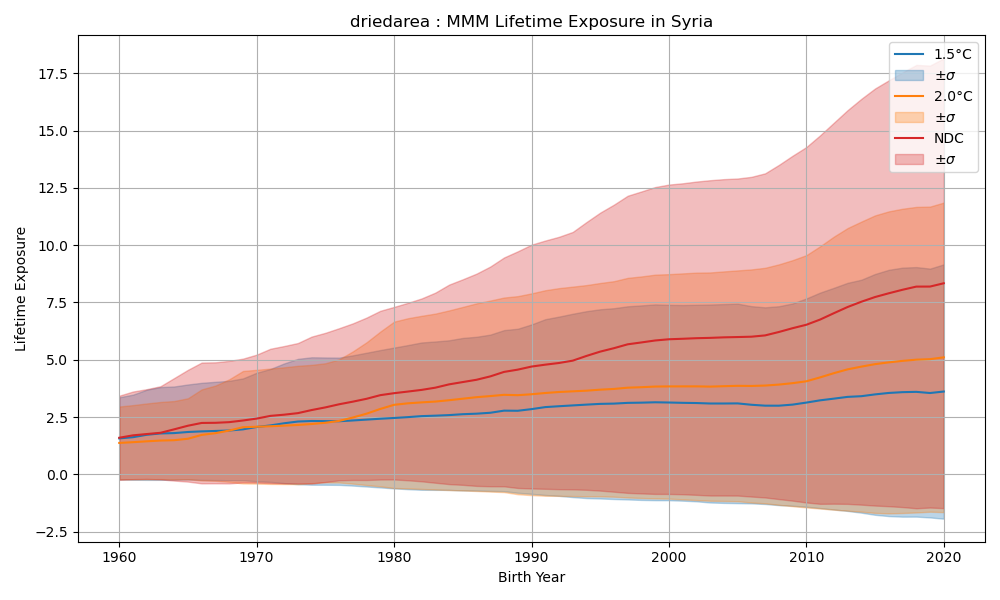 driedarea : MMM Lifetime Exposure in Syria
17.5
15.0
12.5
10.0
7.5
5.0
2.5
0.0
−2.5
Lifetime Exposure
1960
1970
1980
1990
2000
2010
2020
Birth Year
1.5°C
±σ
2.0°C
±σ
NDC
±σ